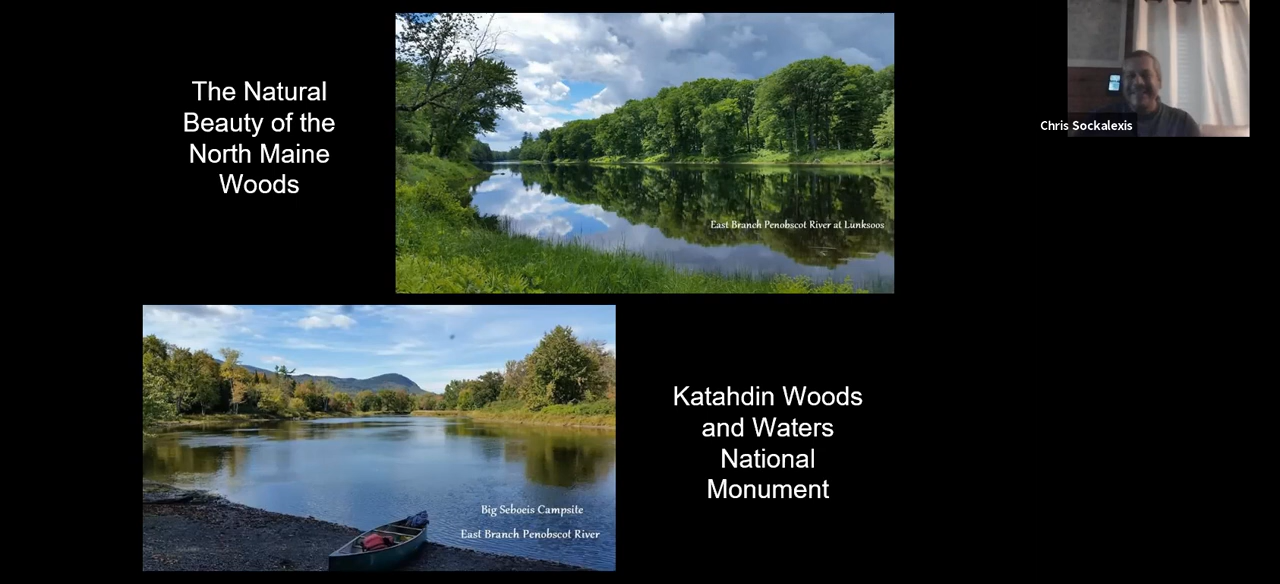 The Natural
Beauty of the
North Maine
Woods
East Branch Penobscot River at Lunksoos
Chris Sockalexis
Big Seboeis Campsite
East Branch Penobscot River
Katahdin Woods
and Waters
National
Monument